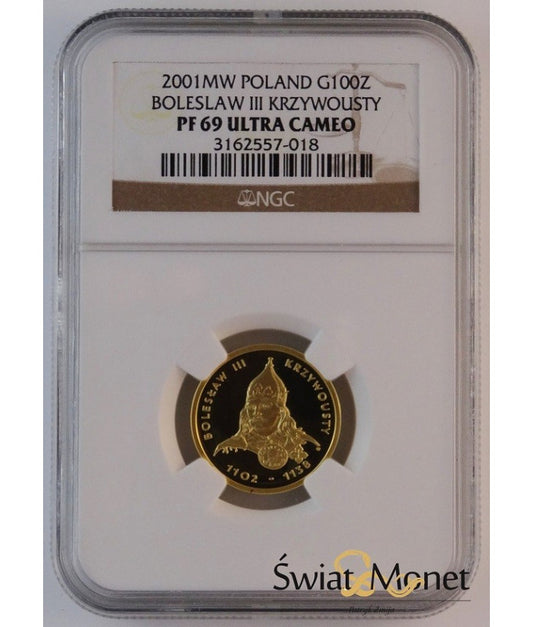 2001MW POLAND G100Z
BOLESLAW III KRZYWOUSTY
PF 69 ULTRA CAMEO
3162557-018
NGC
BOLESŁAW III KRZYWOUSTY
1102 - 1138
Świat Monet